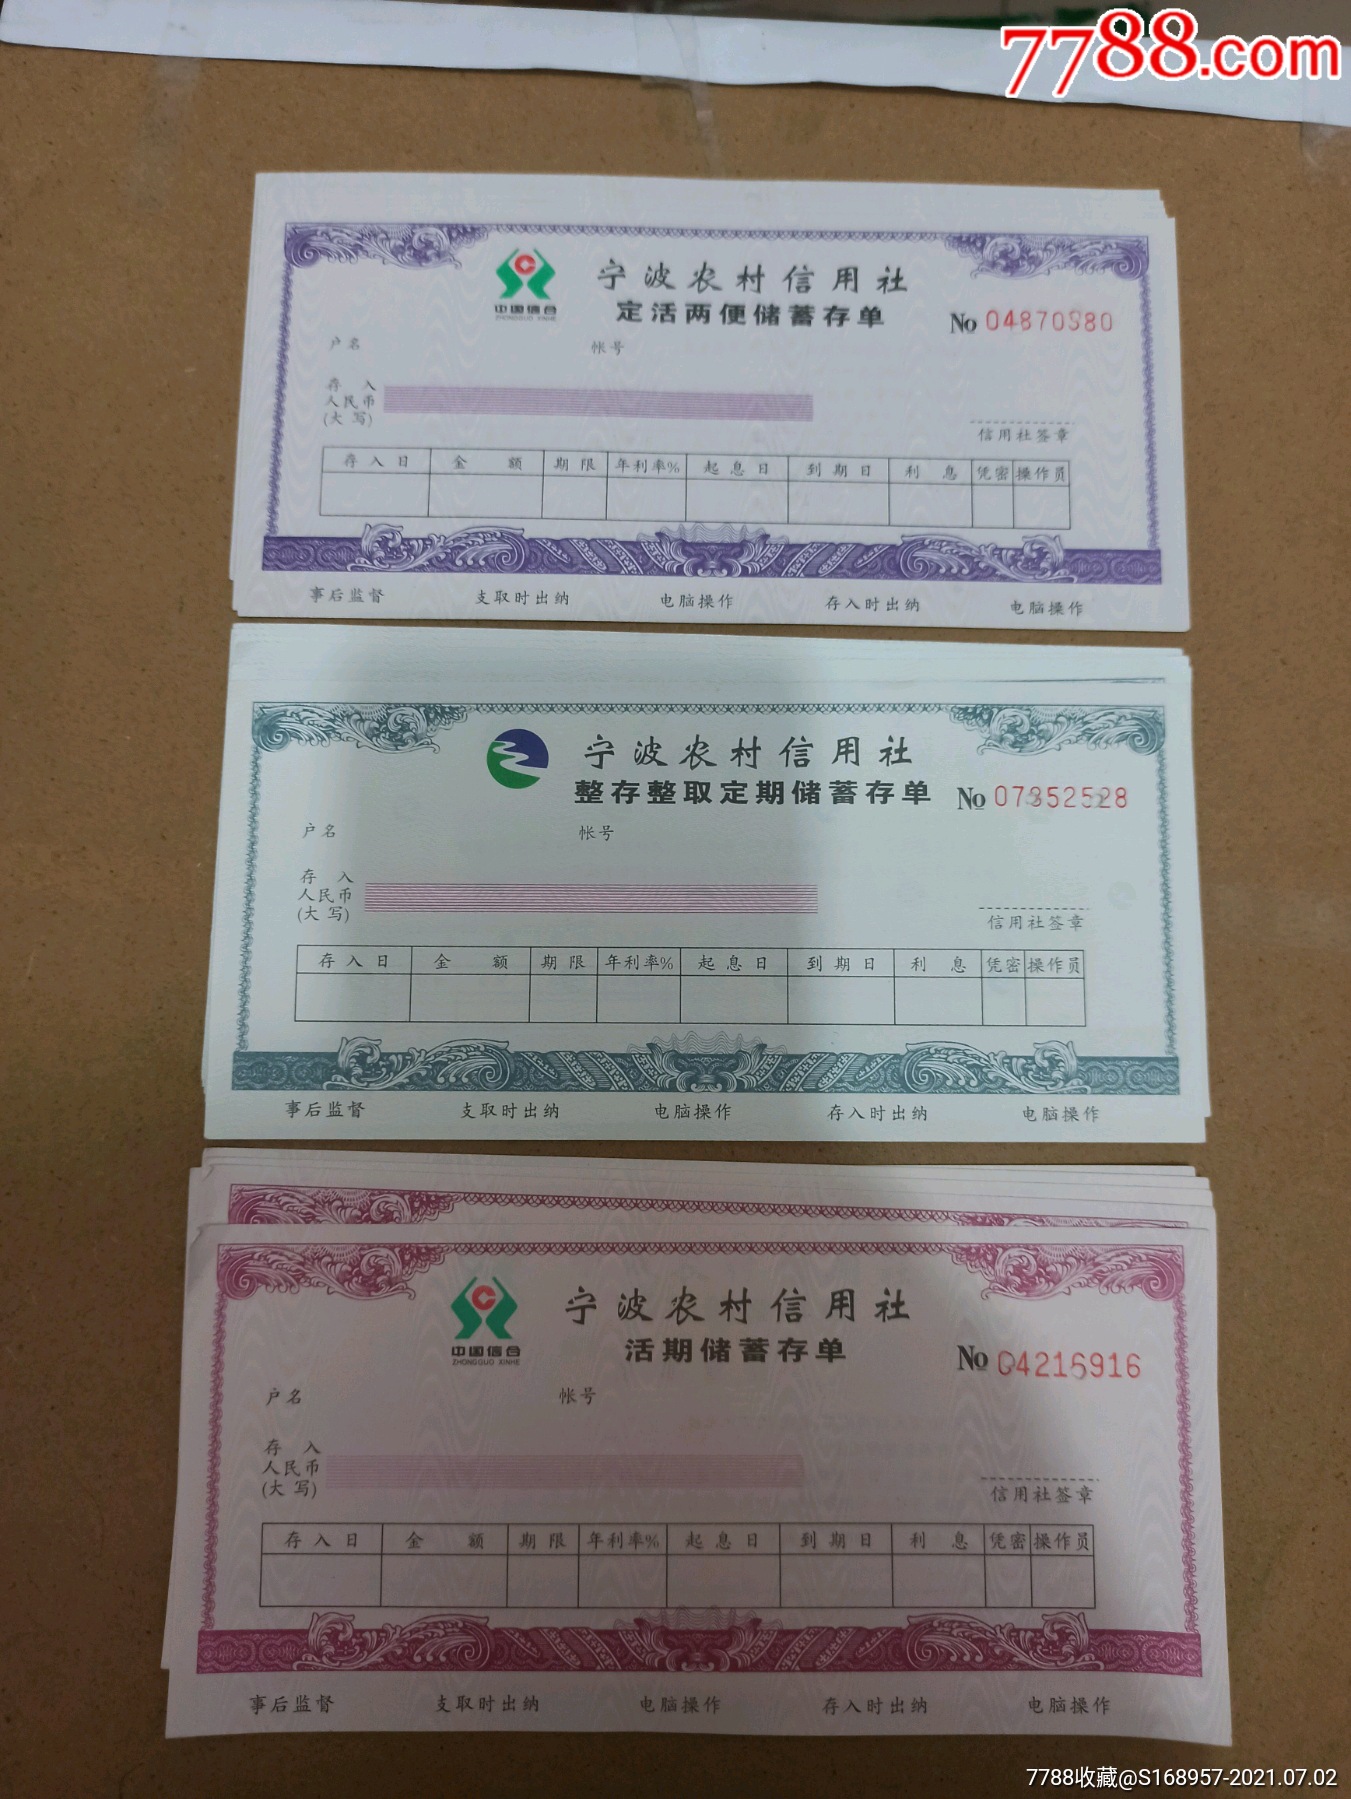 7788.com
中国信合
ZHONGGUO XINHE
宁波农村信用社
定活两便储蓄存单
No 04870980
户名 帐号
存入
人民币
(大写)
信用社签章
存入日 金额 期限 年利率% 起息日 到期日 利息 凭密 操作员
事后监督 支取时出纳 电脑操作 存入时出纳 电脑操作
宁波农村信用社
整存整取定期储蓄存单
No 07352528
户名 帐号
存入
人民币
(大写)
信用社签章
存入日 金额 期限 年利率% 起息日 到期日 利息 凭密 操作员
事后监督 支取时出纳 电脑操作 存入时出纳 电脑操作
中国信合
ZHONGGUO XINHE
宁波农村信用社
活期储蓄存单
No 04216916
户名 帐号
存入
人民币
(大写)
信用社签章
存入日 金额 期限 年利率% 起息日 到期日 利息 凭密 操作员
事后监督 支取时出纳 电脑操作 存入时出纳 电脑操作
7788收藏@S168957-2021.07.02